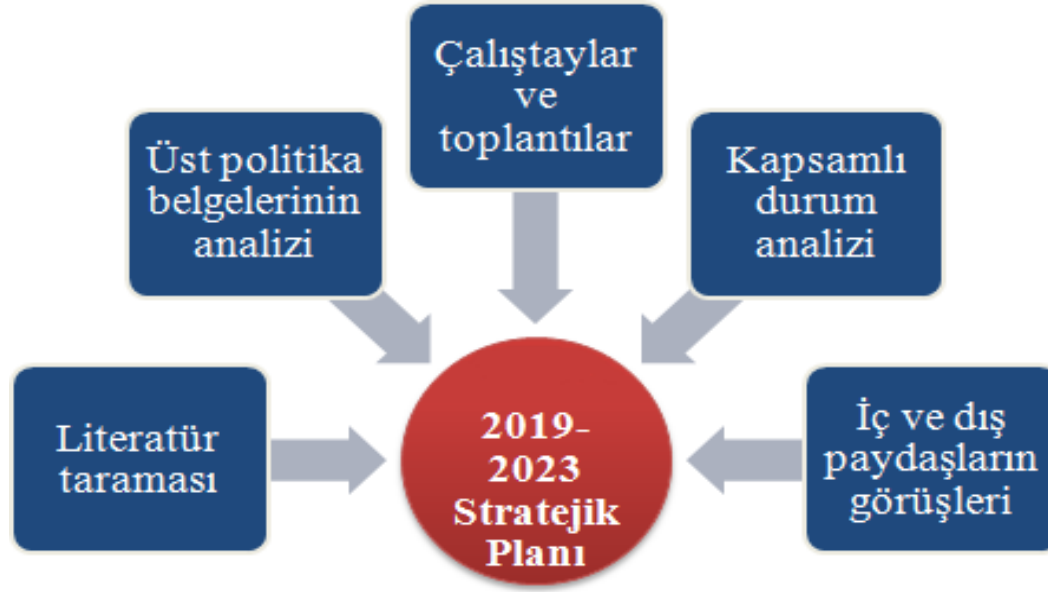 Çalıştaylar
ve
toplantılar
Üst politika
belgelerinin
analizi
Kapsamlı
durum
analizi
Literatür
taraması
2019-
2023
Stratejik
Planı
İç ve dış
paydaşların
görüşleri